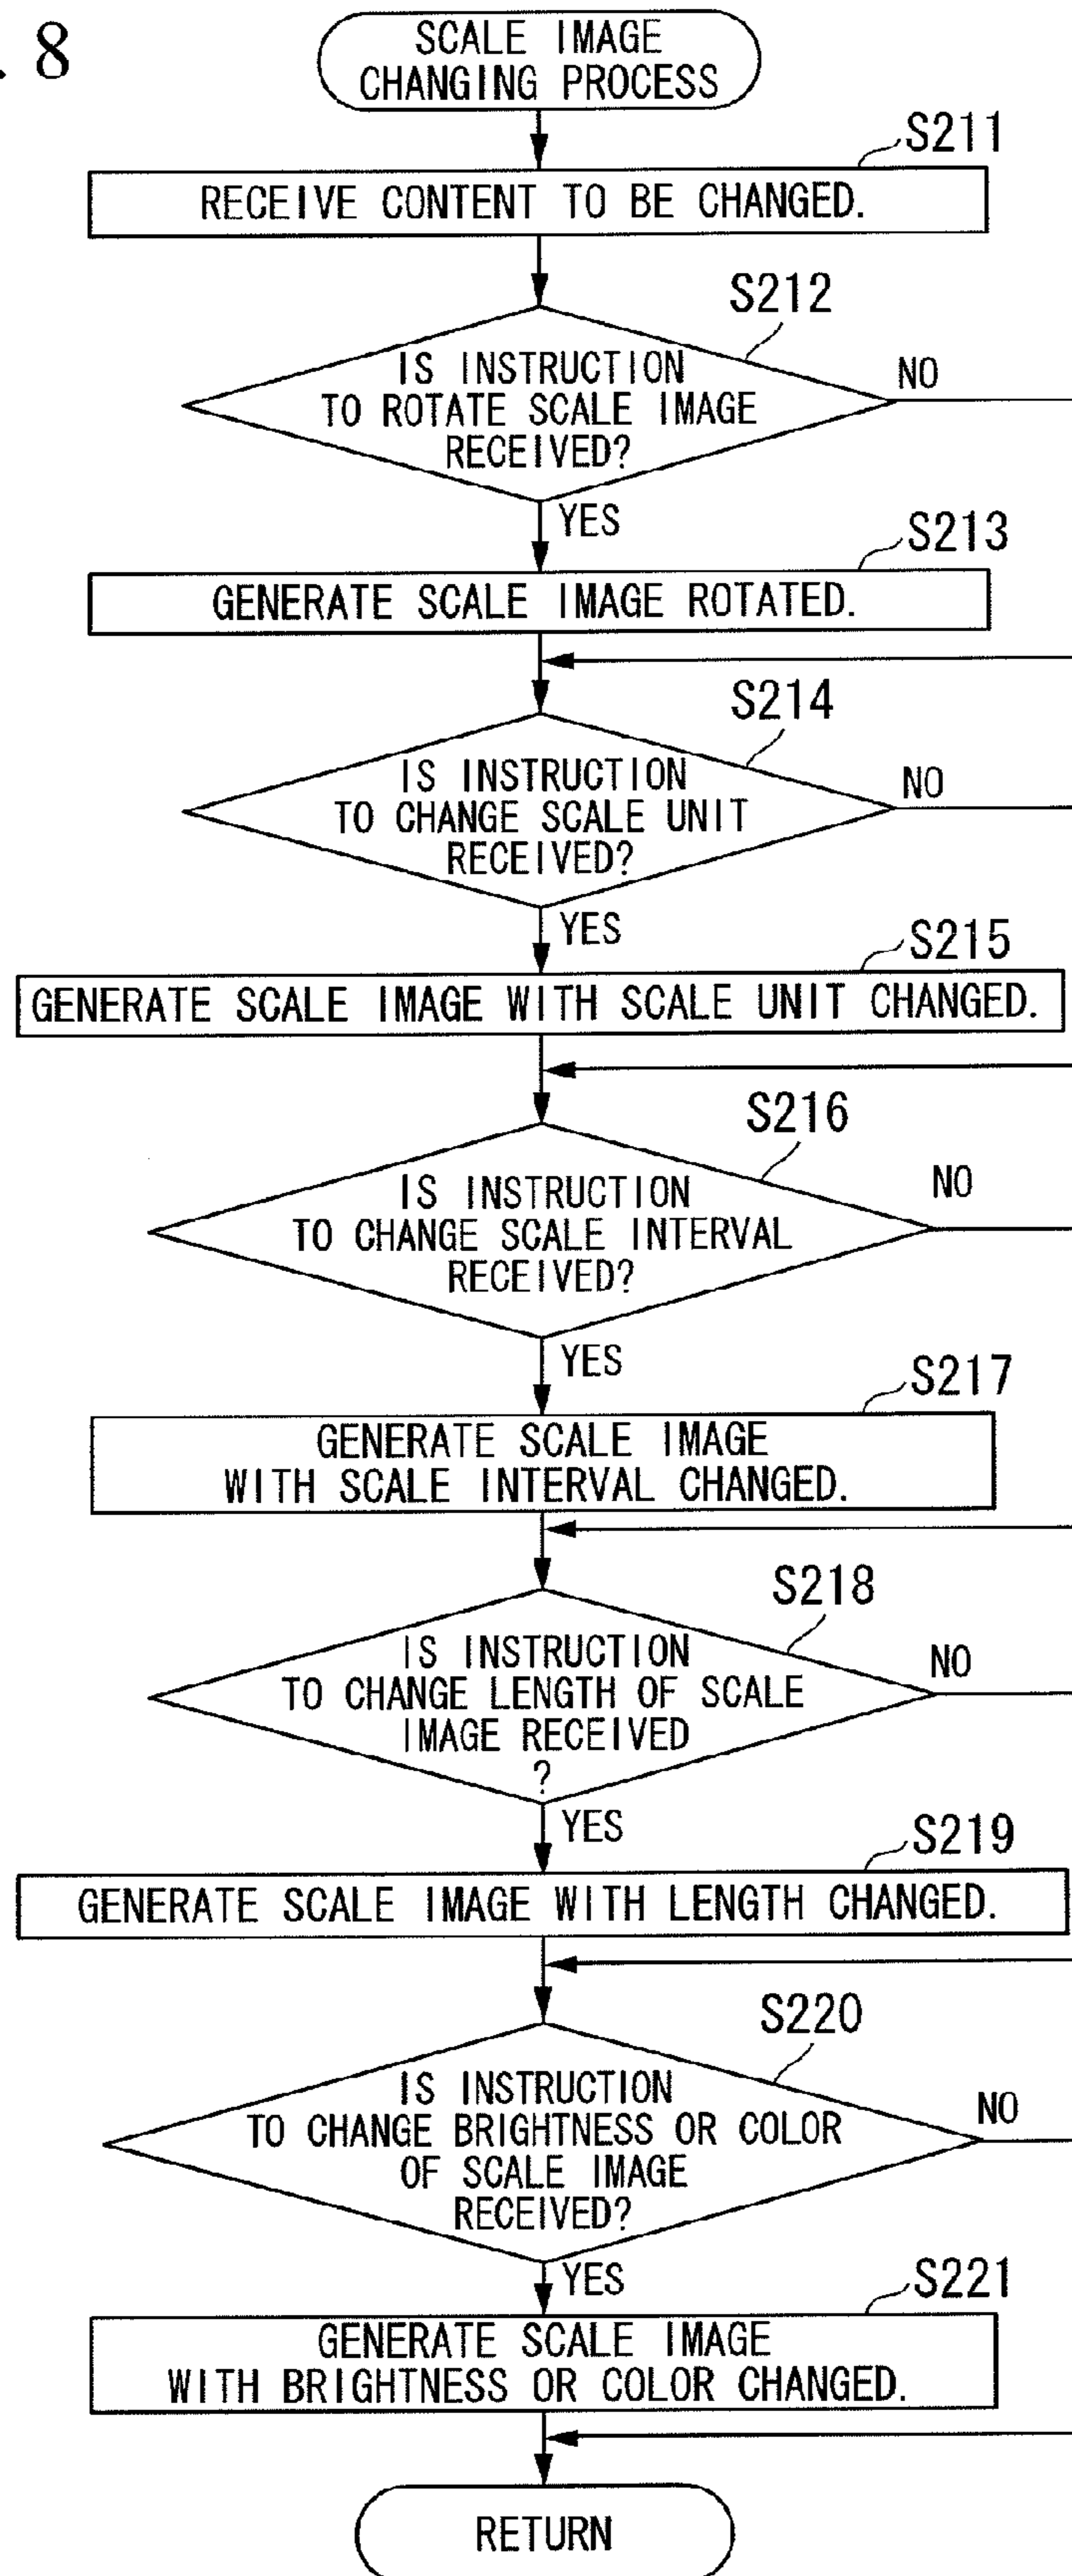 . 8
SCALE IMAGE
CHANGING PROCESS
S211
RECEIVE CONTENT TO BE CHANGED.
S212
IS INSTRUCTION
TO ROTATE SCALE IMAGE
RECEIVED?
NO
YES
S213
GENERATE SCALE IMAGE ROTATED.
S214
IS INSTRUCTION
TO CHANGE SCALE UNIT
RECEIVED?
NO
YES
S215
GENERATE SCALE IMAGE WITH SCALE UNIT CHANGED.
S216
IS INSTRUCTION
TO CHANGE SCALE INTERVAL
RECEIVED?
NO
YES
S217
GENERATE SCALE IMAGE
WITH SCALE INTERVAL CHANGED.
S218
IS INSTRUCTION
TO CHANGE LENGTH OF SCALE
IMAGE RECEIVED
?
NO
YES
S219
GENERATE SCALE IMAGE WITH LENGTH CHANGED.
S220
IS INSTRUCTION
TO CHANGE BRIGHTNESS OR COLOR
OF SCALE IMAGE
RECEIVED?
NO
YES
S221
GENERATE SCALE IMAGE
WITH BRIGHTNESS OR COLOR CHANGED.
RETURN